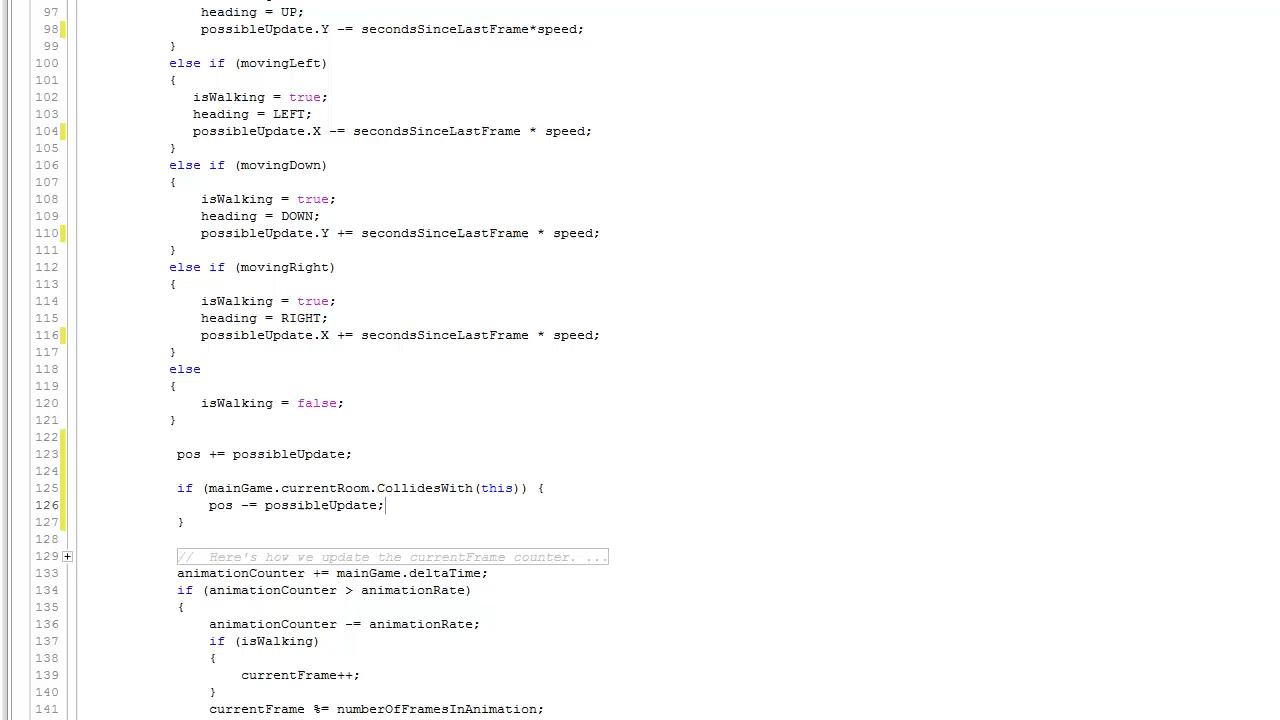 97 heading = UP;
98 possibleUpdate.Y -= secondsSinceLastFrame*speed;
99 }
100 else if (movingLeft)
101 {
102 isWalking = true;
103 heading = LEFT;
104 possibleUpdate.X -= secondsSinceLastFrame * speed;
105 }
106 else if (movingDown)
107 {
108 isWalking = true;
109 heading = DOWN;
110 possibleUpdate.Y += secondsSinceLastFrame * speed;
111 }
112 else if (movingRight)
113 {
114 isWalking = true;
115 heading = RIGHT;
116 possibleUpdate.X += secondsSinceLastFrame * speed;
117 }
118 else
119 {
120 isWalking = false;
121 }
122
123 pos += possibleUpdate;
124
125 if (mainGame.currentRoom.CollidesWith(this)) {
126 pos -= possibleUpdate;
127 }
128
129 // Here's how we update the currentFrame counter. ...
133 animationCounter += mainGame.deltaTime;
134 if (animationCounter > animationRate)
135 {
136 animationCounter -= animationRate;
137 if (isWalking)
138 {
139 currentFrame++;
140 }
141 currentFrame %= numberOfFramesInAnimation;